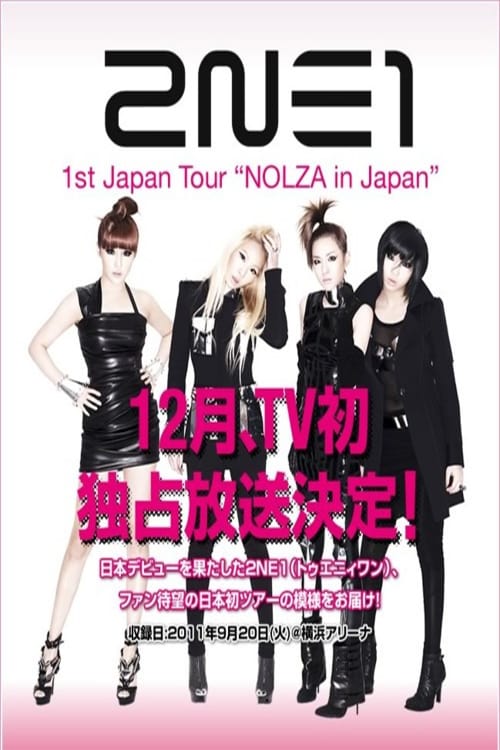 2NE1
1st Japan Tour “NOLZA in Japan”
12月、TV初
独占放送決定!
日本デビューを果たした2NE1(トゥエニィワン)、
ファン待望の日本初ツアーの模様をお届け!
収録日:2011年9月20日(火)@横浜アリーナ